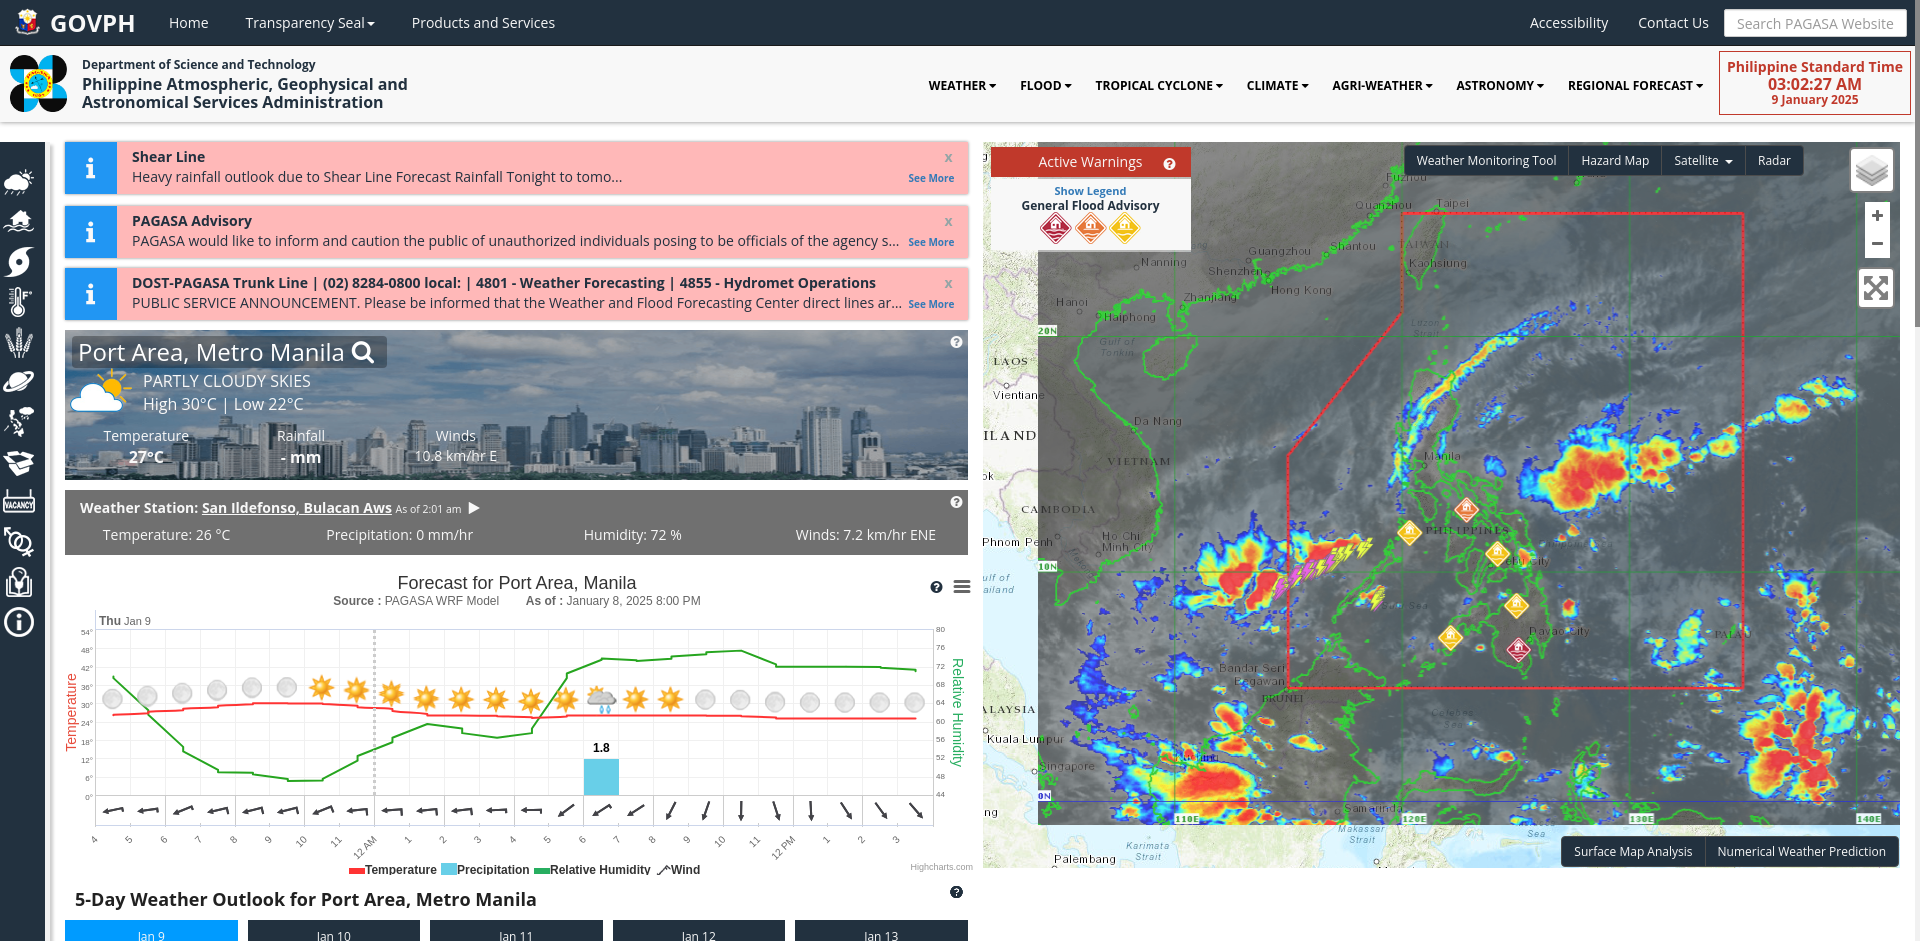 GOVPH
Home
Transparency Seal
Products and Services
Accessibility
Contact Us
Search PAGASA Website
Department of Science and Technology
Philippine Atmospheric, Geophysical and
Astronomical Services Administration
WEATHER
FLOOD
TROPICAL CYCLONE
CLIMATE
AGRI-WEATHER
ASTRONOMY
REGIONAL FORECAST
Philippine Standard Time
03:02:27 AM
9 January 2025
VACANCY
Shear Line
x
Heavy rainfall outlook due to Shear Line Forecast Rainfall Tonight to tomo...
See More
PAGASA Advisory
x
PAGASA would like to inform and caution the public of unauthorized individuals posing to be officials of the agency s...
See More
DOST-PAGASA Trunk Line | (02) 8284-0800 local: | 4801 - Weather Forecasting | 4855 - Hydromet Operations
x
PUBLIC SERVICE ANNOUNCEMENT. Please be informed that the Weather and Flood Forecasting Center direct lines ar...
See More
Port Area, Metro Manila
PARTLY CLOUDY SKIES
High 30°C | Low 22°C
Temperature
27°C
Rainfall
- mm
Winds
10.8 km/hr E
Weather Station: San Ildefonso, Bulacan Aws As of 2:01 am
Temperature: 26 °C
Precipitation: 0 mm/hr
Humidity: 72 %
Winds: 7.2 km/hr ENE
Forecast for Port Area, Manila
Source : PAGASA WRF Model As of : January 8, 2025 8:00 PM
Thu Jan 9
Temperature
54°
48°
42°
36°
30°
24°
18°
12°
6°
0°
1.8
80
76
72
68
64
60
56
52
48
44
Relative Humidity
4
5
6
7
8
9
10
11
12 AM
1
2
3
4
5
6
7
8
9
10
11
12 PM
1
2
3
Temperature
Precipitation
Relative Humidity
Wind
Highcharts.com
5-Day Weather Outlook for Port Area, Metro Manila
Jan 9
Jan 10
Jan 11
Jan 12
Jan 13
Active Warnings
Show Legend
General Flood Advisory
Weather Monitoring Tool
Hazard Map
Satellite
Radar
+
−
Fuzhou
Quanzhou
Taipei
TAIWAN
Kaohsiung
Shantou
Guangzhou
Shenzhen
Hong Kong
Nanning
Zhanjiang
Hanoi
Haiphong
Gulf of
Tonkin
Luzon
Strait
20N
LAOS
Vientiane
Da Nang
ILAND
VIETNAM
Manila
ok
CAMBODIA
PHILIPPINES
Phnom Penh
Ho Chi
Minh City
10N
ulf of
ailand
Davao City
PALAU
Bandar Seri
Begawan
BRUNEI
ALAYSIA
Celebes
Sea
Kuala Lumpur
Kuching
Singapore
0N
ng
Samarinda
110E
120E
130E
140E
Makassar
Strait
Karimata
Strait
Palembang
Sea
Surface Map Analysis
Numerical Weather Prediction